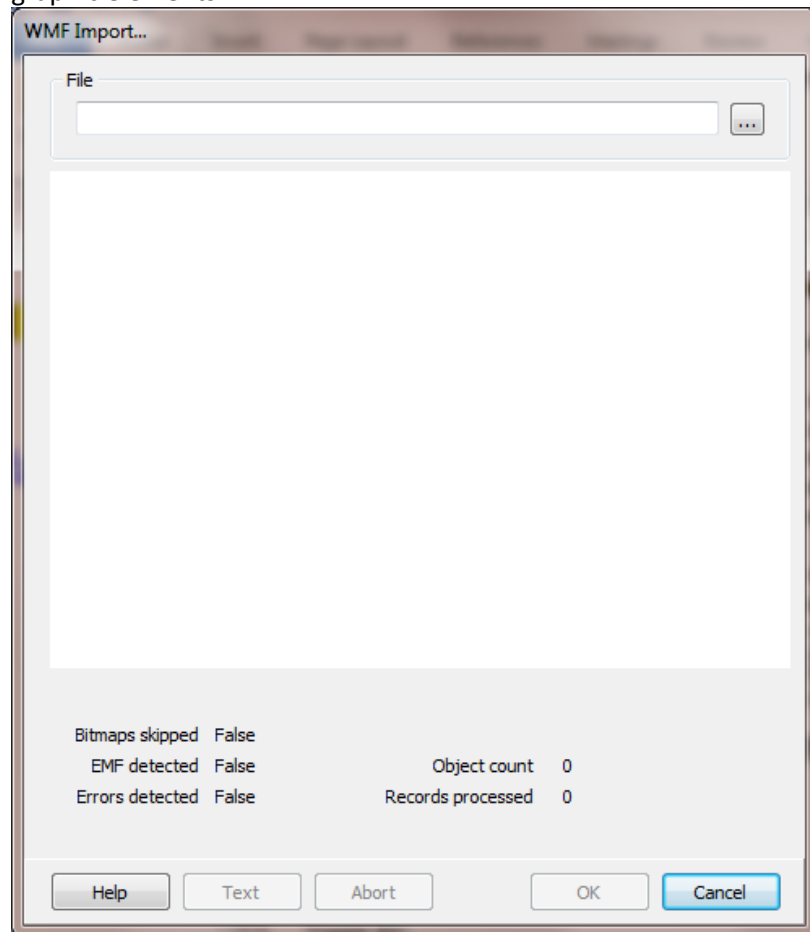 WMF Import...
File
...
Bitmaps skipped False
EMF detected False Object count 0
Errors detected False Records processed 0
Help Text Abort OK Cancel